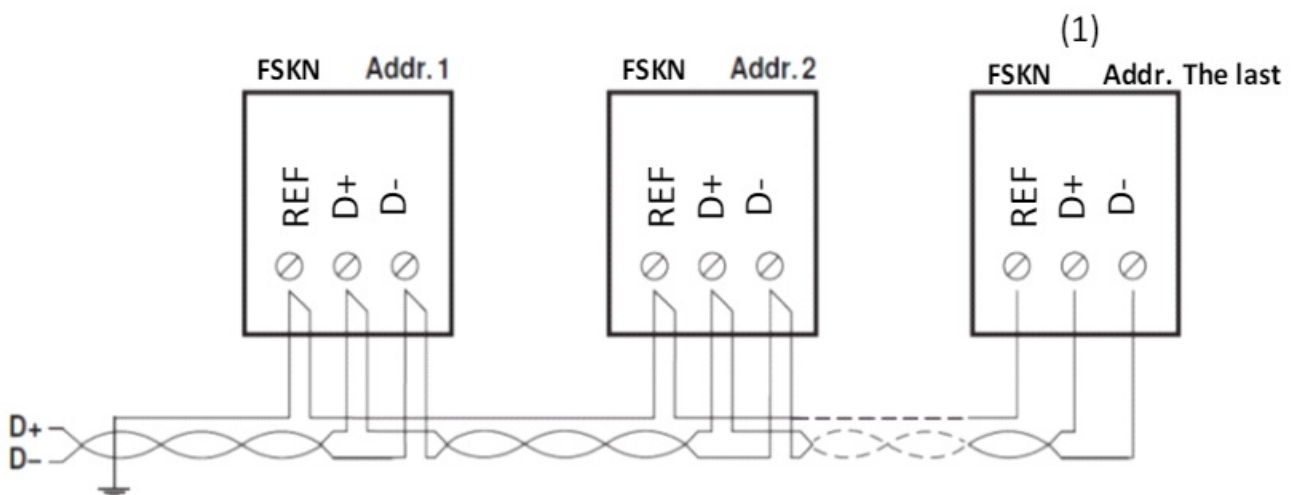 (1)
FSKN Addr. 1 FSKN Addr. 2 FSKN Addr. The last
REF D+ D- REF D+ D- REF D+ D-
D+
D–